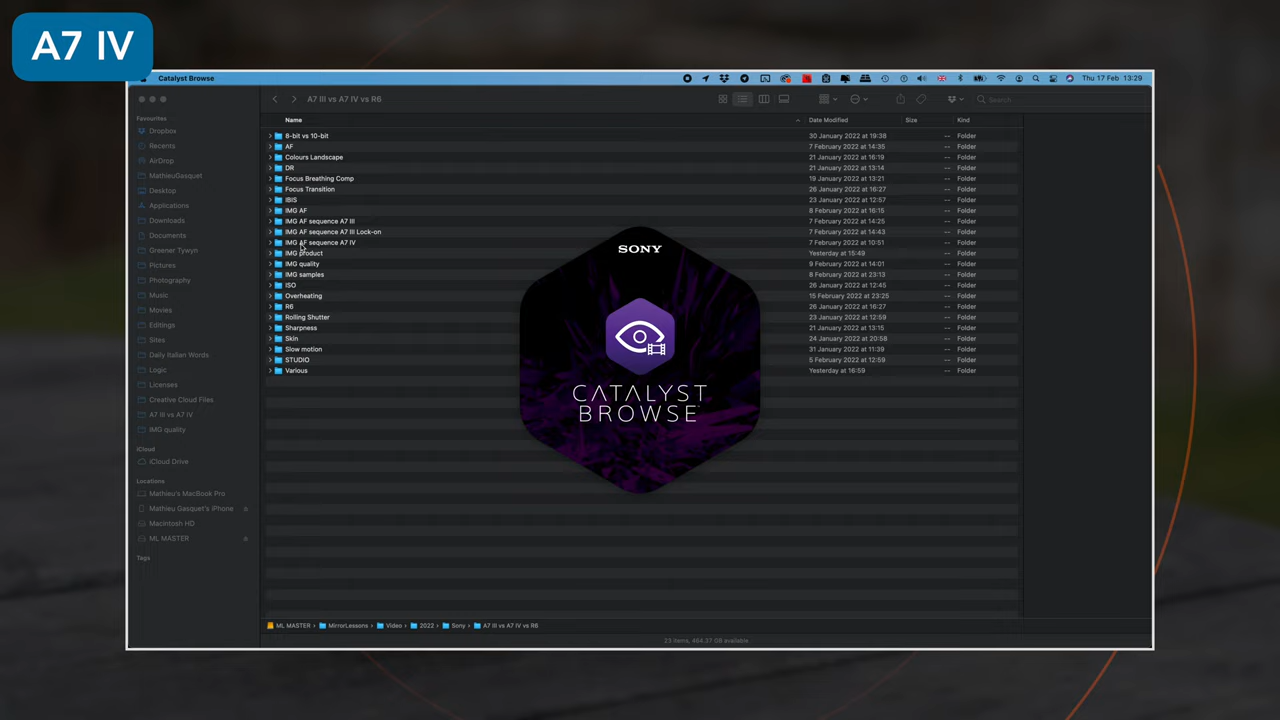 A7 IV
Catalyst Browse
Thu 17 Feb 13:29
A7 III vs A7 IV vs R6
Search
Favourites
Dropbox
Recents
AirDrop
MathieuGasquet
Desktop
Applications
Downloads
Documents
Greener Tywyn
Pictures
Photography
Music
Movies
Editings
Sites
Daily Italian Words
Logic
Licenses
Creative Cloud Files
A7 III vs A7 IV
IMG quality
iCloud
iCloud Drive
Locations
Mathieu's MacBook Pro
Mathieu Gasquet's iPhone
Macintosh HD
ML MASTER
Tags
Name Date Modified Size Kind
8-bit vs 10-bit 30 January 2022 at 19:38 -- Folder
AF 7 February 2022 at 14:35 -- Folder
Colours Landscape 21 January 2022 at 16:19 -- Folder
DR 21 January 2022 at 13:14 -- Folder
Focus Breathing Comp 19 January 2022 at 13:21 -- Folder
Focus Transition 26 January 2022 at 16:27 -- Folder
IBIS 23 January 2022 at 12:57 -- Folder
IMG AF 8 February 2022 at 16:15 -- Folder
IMG AF sequence A7 III 7 February 2022 at 14:25 -- Folder
IMG AF sequence A7 III Lock-on 7 February 2022 at 14:43 -- Folder
IMG AF sequence A7 IV 7 February 2022 at 10:51 -- Folder
IMG product Yesterday at 15:49 -- Folder
IMG quality 9 February 2022 at 14:01 -- Folder
IMG samples 8 February 2022 at 23:13 -- Folder
ISO 26 January 2022 at 12:45 -- Folder
Overheating 15 February 2022 at 23:25 -- Folder
R6 26 January 2022 at 16:27 -- Folder
Rolling Shutter 23 January 2022 at 12:59 -- Folder
Sharpness 21 January 2022 at 13:15 -- Folder
Skin 24 January 2022 at 20:58 -- Folder
Slow motion 31 January 2022 at 11:39 -- Folder
STUDIO 5 February 2022 at 12:59 -- Folder
Various Yesterday at 16:59 -- Folder
SONY
CATALYST
BROWSE
ML MASTER › MirrorLessons › Video › 2022 › Sony › A7 III vs A7 IV vs R6
23 items, 484.27 GB available